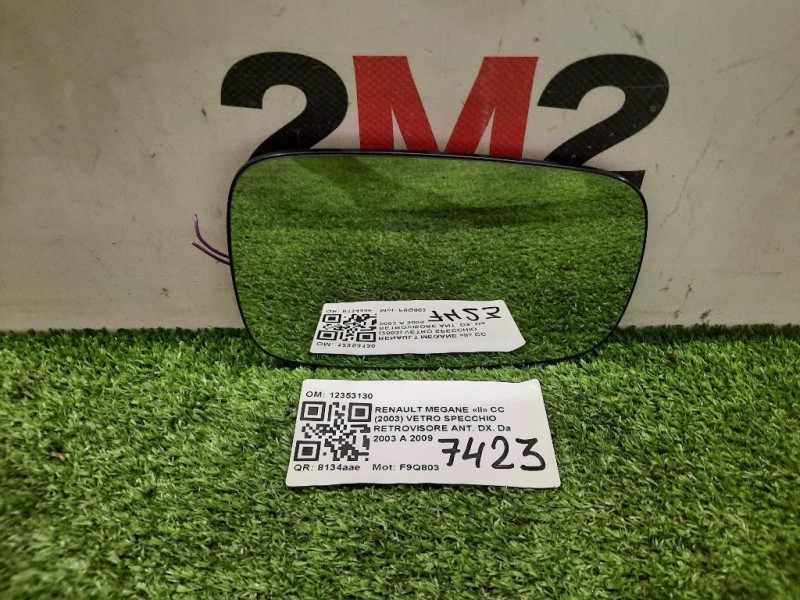 2M2
OM: 12353130
RENAULT MEGANE «II» CC
(2003) VETRO SPECCHIO
RETROVISORE ANT. DX. Da
2003 A 2009
7423
QR: 8134aae Mot: F9Q803